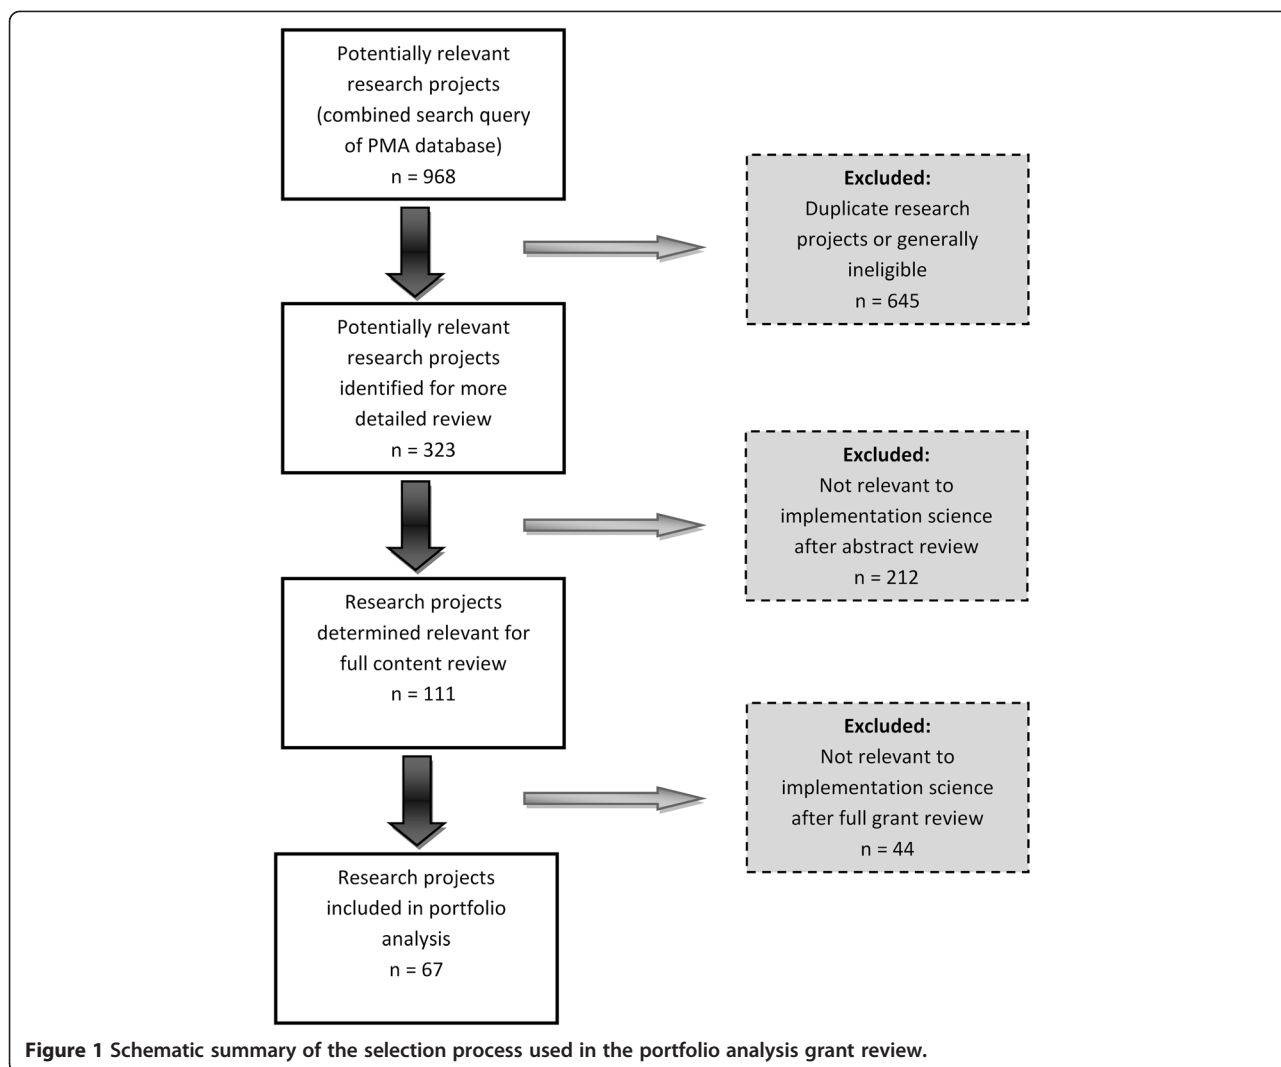 Potentially relevant
research projects
(combined search query
of PMA database)
n = 968
Excluded:
Duplicate research
projects or generally
ineligible
n = 645
Potentially relevant
research projects
identified for more
detailed review
n = 323
Excluded:
Not relevant to
implementation science
after abstract review
n = 212
Research projects
determined relevant for
full content review
n = 111
Excluded:
Not relevant to
implementation science
after full grant review
n = 44
Research projects
included in portfolio
analysis
n = 67
Figure 1 Schematic summary of the selection process used in the portfolio analysis grant review.